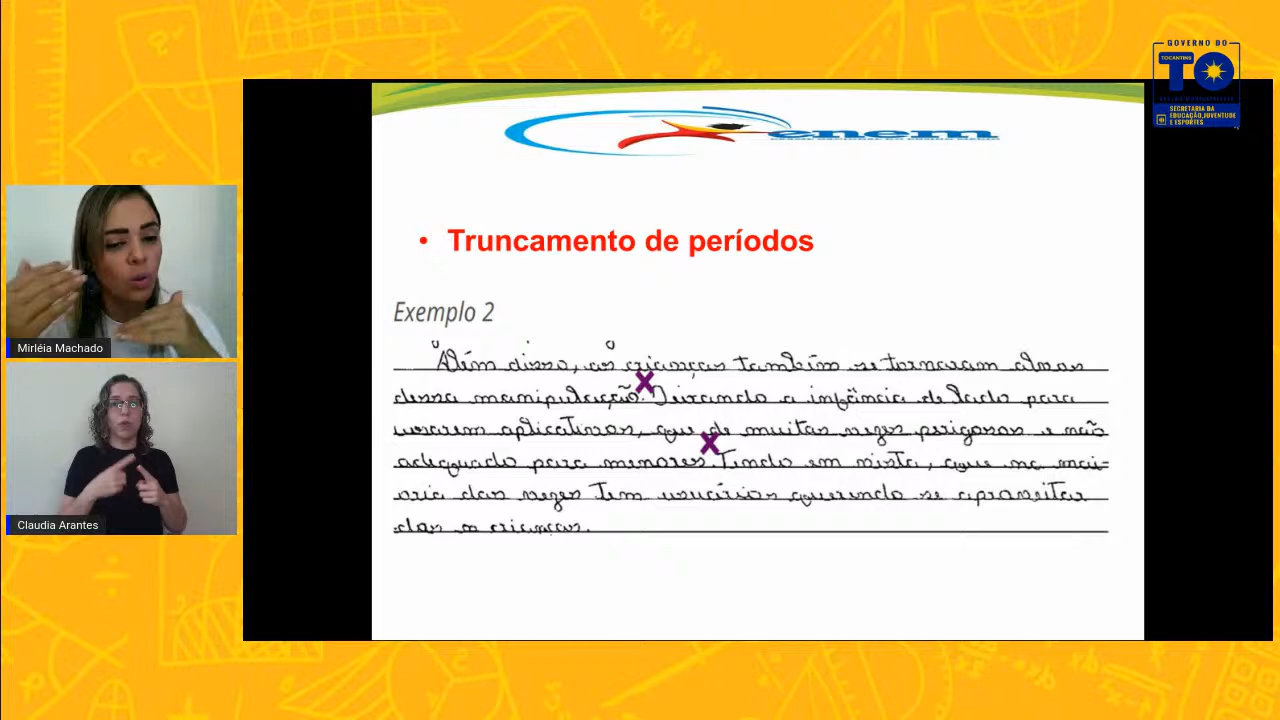 GOVERNO DO
TOCANTINS
TO
SECRETARIA DA
EDUCAÇÃO, JUVENTUDE
E ESPORTES
enem
• Truncamento de períodos
Exemplo 2
Além disso, as crianças também se tornaram alvos
dessa manipulação. Deixando a infância de lado para
usarem aplicativos, que de muitas vezes perigosos e não
adequado para menores. Tendo em vista, que na mai-
oria das vezes tem usuários querendo se aproveitar
das crianças.
Mirléia Machado
Claudia Arantes